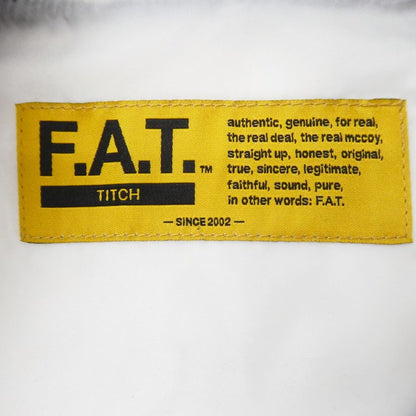 F.A.T.™
TITCH
authentic, genuine, for real,
the real deal, the real mccoy,
straight up, honest, original,
true, sincere, legitimate,
faithful, sound, pure,
in other words: F.A.T.
— SINCE 2002 —